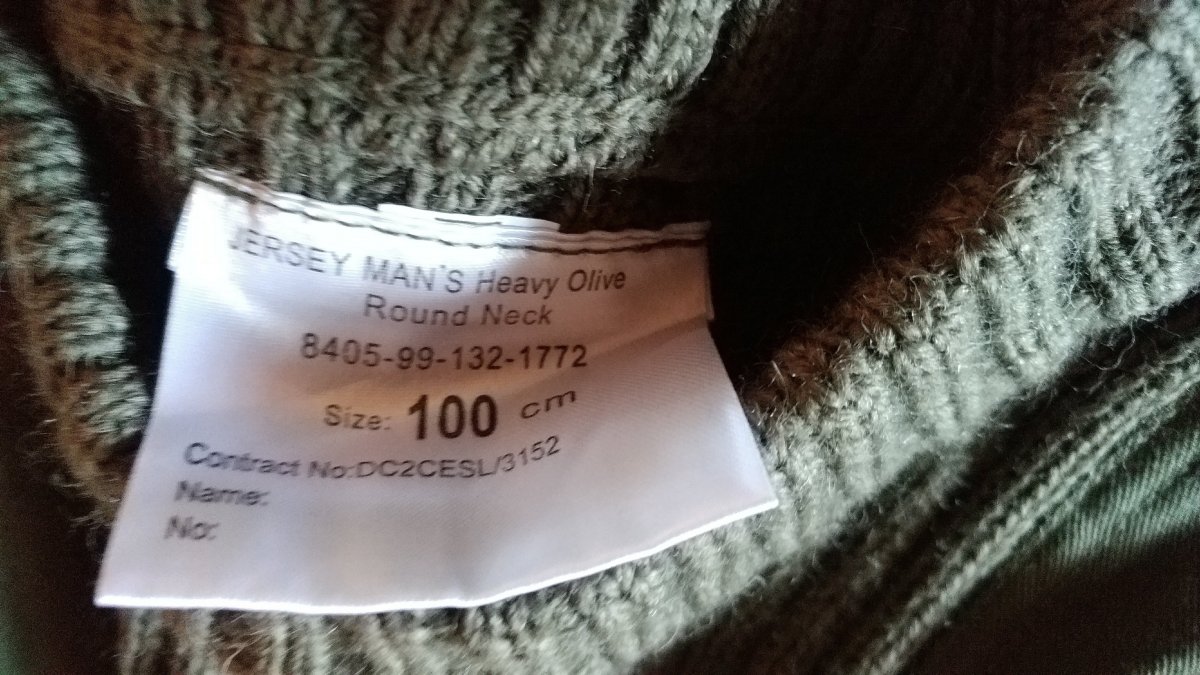 JERSEY MAN'S Heavy Olive
Round Neck
8405-99-132-1772
Size: 100 cm
Contract No:DC2CESL/3152
Name:
No: